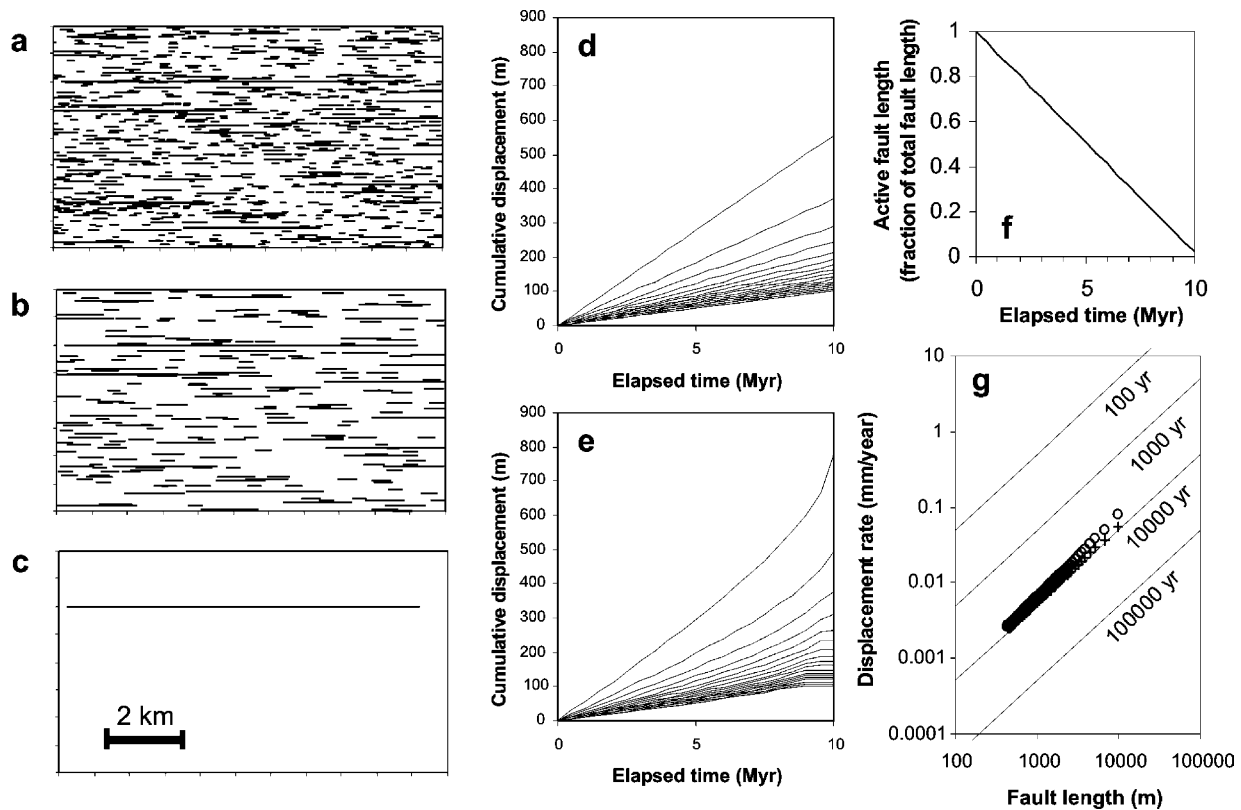 a
b
c
2 km
d
Cumulative displacement (m)
900
800
700
600
500
400
300
200
100
0
0 5 10
Elapsed time (Myr)
e
Cumulative displacement (m)
900
800
700
600
500
400
300
200
100
0
0 5 10
Elapsed time (Myr)
f
Active fault length
(fraction of total fault length)
1
0.8
0.6
0.4
0.2
0
0 5 10
Elapsed time (Myr)
g
Displacement rate (mm/year)
10
1
0.1
0.01
0.001
0.0001
100 yr
1000 yr
10000 yr
100000 yr
100 1000 10000 100000
Fault length (m)